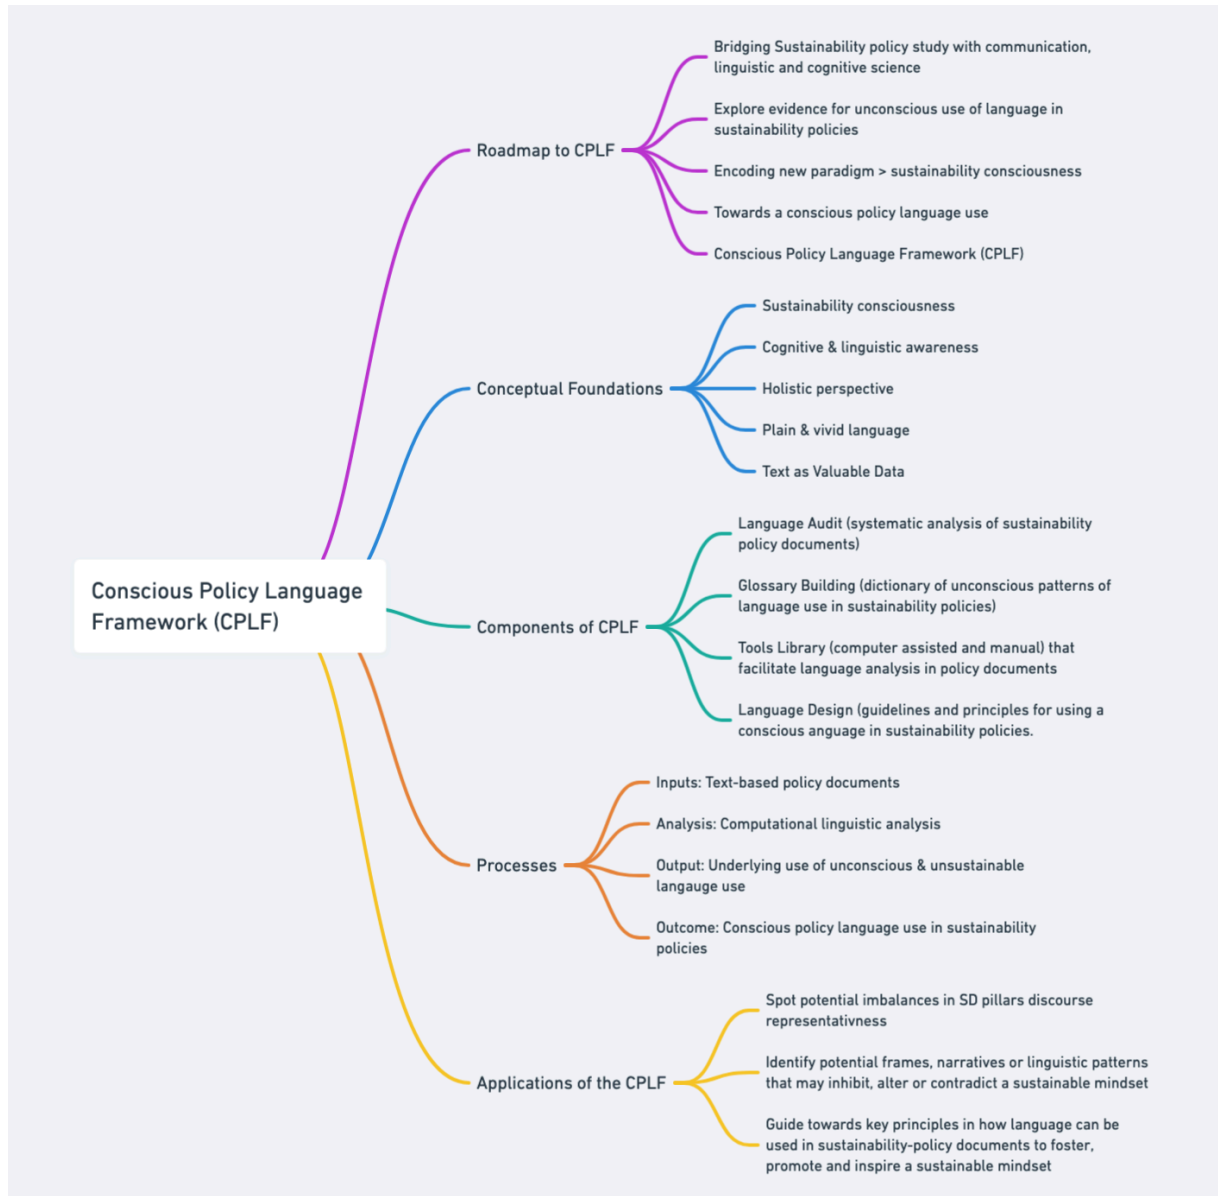 Bridging Sustainability policy study with communication,
linguistic and cognitive science
Explore evidence for unconscious use of language in
sustainability policies
Roadmap to CPLF
Encoding new paradigm > sustainability consciousness
Towards a conscious policy language use
Conscious Policy Language Framework (CPLF)
Sustainability consciousness
Cognitive & linguistic awareness
Conceptual Foundations
Holistic perspective
Plain & vivid language
Text as Valuable Data
Language Audit (systematic analysis of sustainability
policy documents)
Glossary Building (dictionary of unconscious patterns of
language use in sustainability policies)
Conscious Policy Language
Framework (CPLF)
Components of CPLF
Tools Library (computer assisted and manual) that
facilitate language analysis in policy documents
Language Design (guidelines and principles for using a
conscious anguage in sustainability policies.
Inputs: Text-based policy documents
Analysis: Computational linguistic analysis
Processes
Output: Underlying use of unconscious & unsustainable
langauge use
Outcome: Conscious policy language use in sustainability
policies
Spot potential imbalances in SD pillars discourse
representativness
Identify potential frames, narratives or linguistic patterns
that may inhibit, alter or contradict a sustainable mindset
Applications of the CPLF
Guide towards key principles in how language can be
used in sustainability-policy documents to foster,
promote and inspire a sustainable mindset